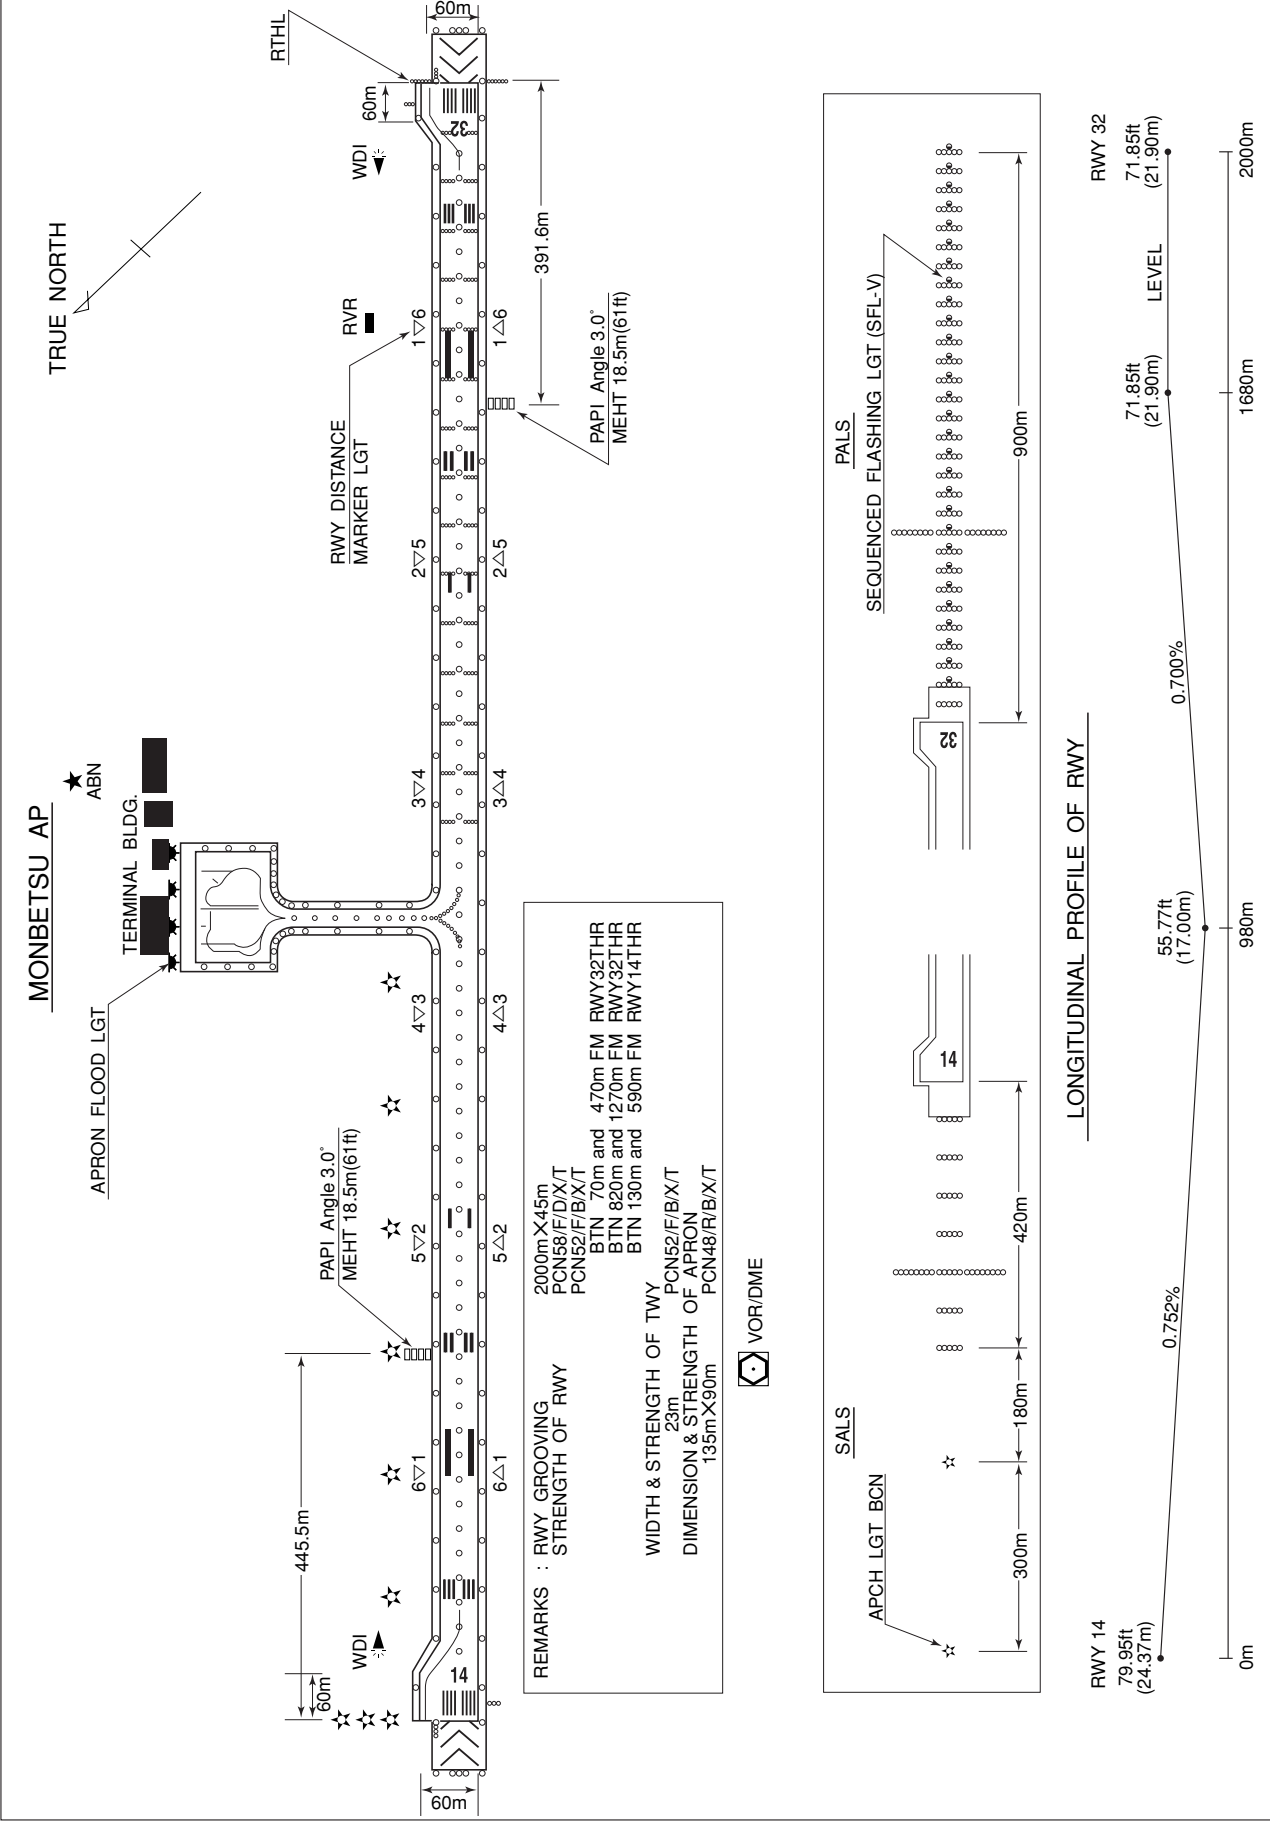 MONBETSU AP
TRUE NORTH
ABN
TERMINAL BLDG.
APRON FLOOD LGT
RTHL
60m
60m
WDI
RVR
RWY DISTANCE
MARKER LGT
1▽6
2▽5
3▽4
4▽3
5▽2
6▽1
1△6
2△5
3△4
4△3
5△2
6△1
391.6m
PAPI Angle 3.0°
MEHT 18.5m(61ft)
PAPI Angle 3.0°
MEHT 18.5m(61ft)
445.5m
WDI
60m
60m
14
32
REMARKS : RWY GROOVING 2000m×45m
STRENGTH OF RWY PCN58/F/D/X/T
PCN52/F/B/X/T
BTN 70m and 470m FM RWY32THR
BTN 820m and 1270m FM RWY32THR
BTN 130m and 590m FM RWY14THR
WIDTH & STRENGTH OF TWY
23m PCN52/F/B/X/T
DIMENSION & STRENGTH OF APRON
135m×90m PCN48/R/B/X/T
VOR/DME
SALS
PALS
APCH LGT BCN
SEQUENCED FLASHING LGT (SFL-V)
14
32
300m
180m
420m
900m
LONGITUDINAL PROFILE OF RWY
RWY 14
79.95ft
(24.37m)
0.752%
55.77ft
(17.00m)
0.700%
71.85ft
(21.90m)
LEVEL
RWY 32
71.85ft
(21.90m)
0m
980m
1680m
2000m